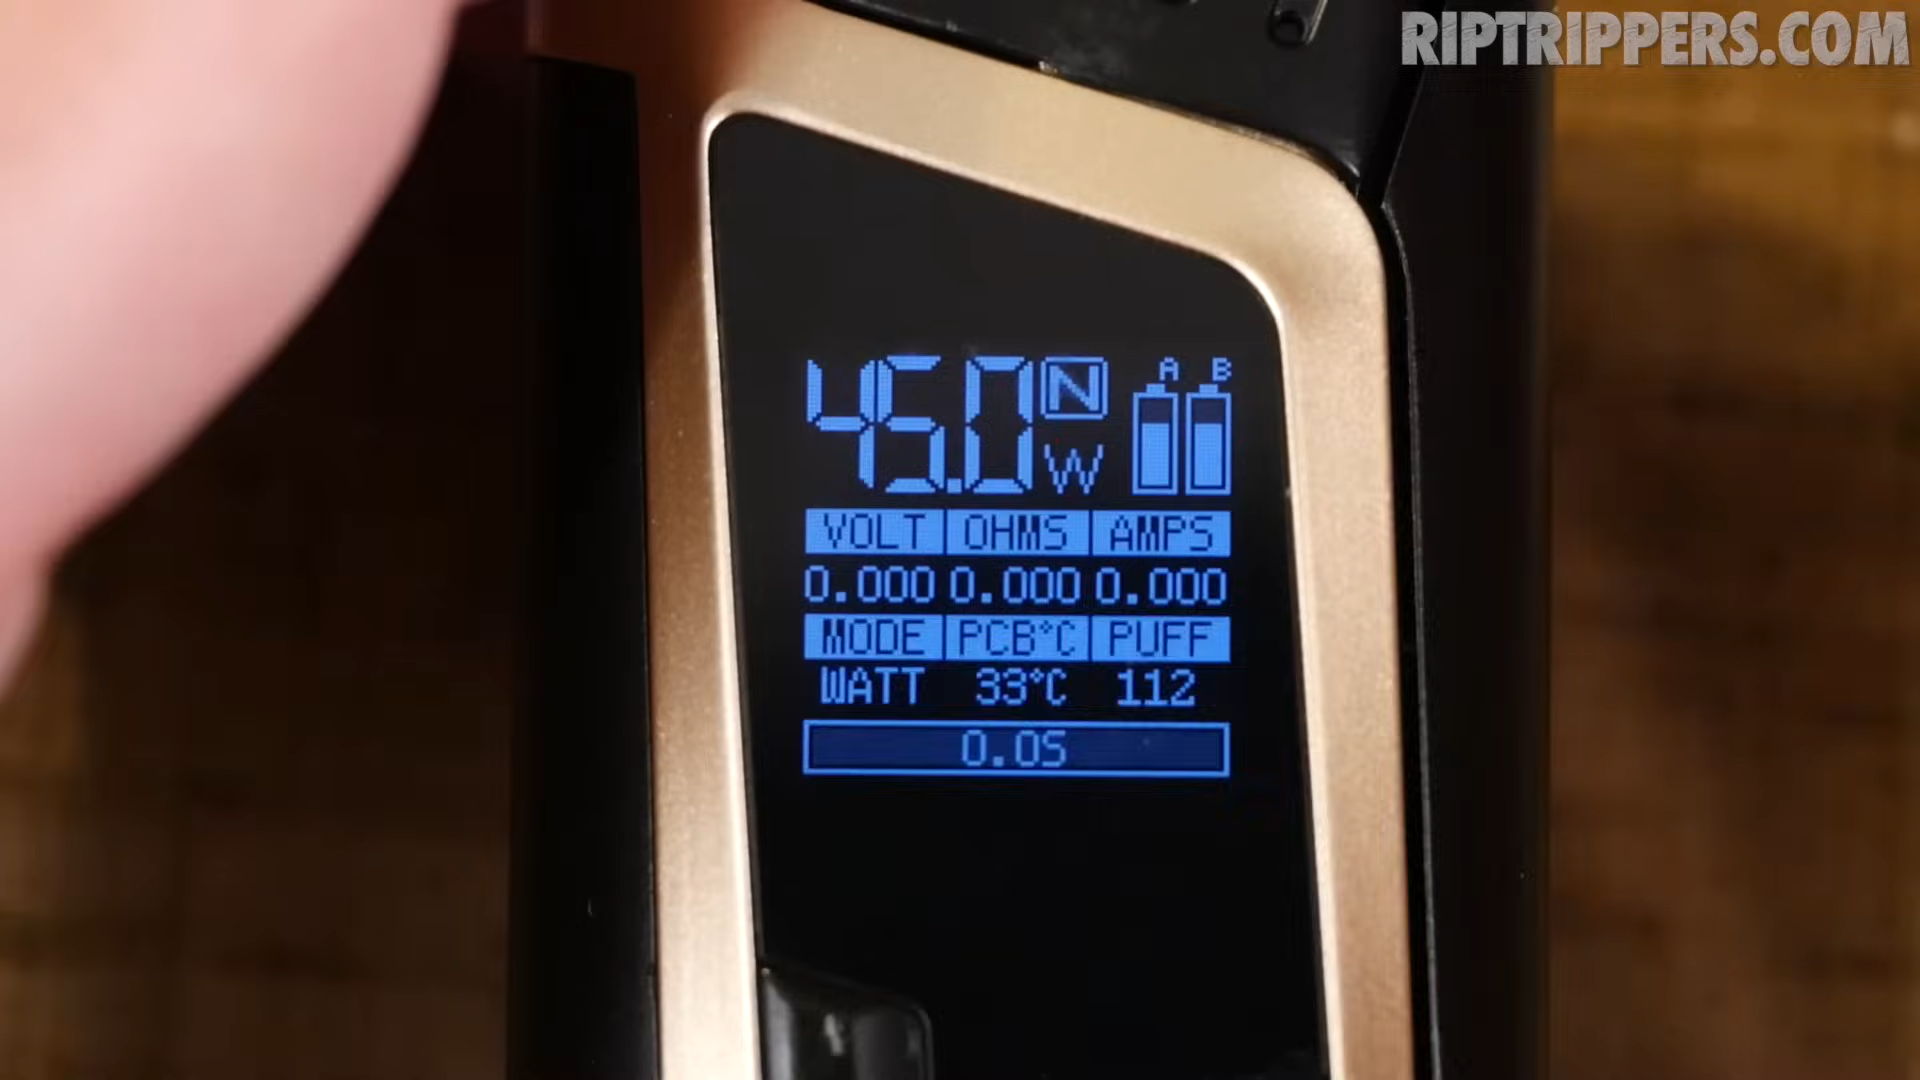 RIPTRIPPERS.COM
45.0 N W A B
VOLT OHMS AMPS
0.000 0.000 0.000
MODE PCB°C PUFF
WATT 33°C 112
0.0S